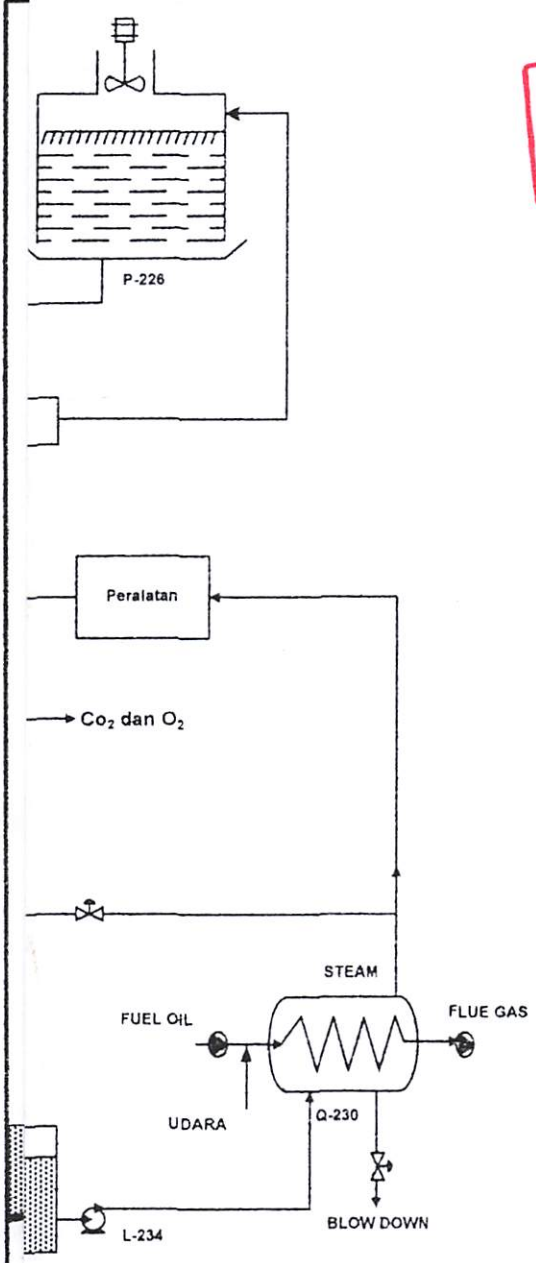 P-226
Peralatan
Co₂ dan O₂
STEAM
FUEL OIL
FLUE GAS
UDARA
Q-230
L-234
BLOW DOWN